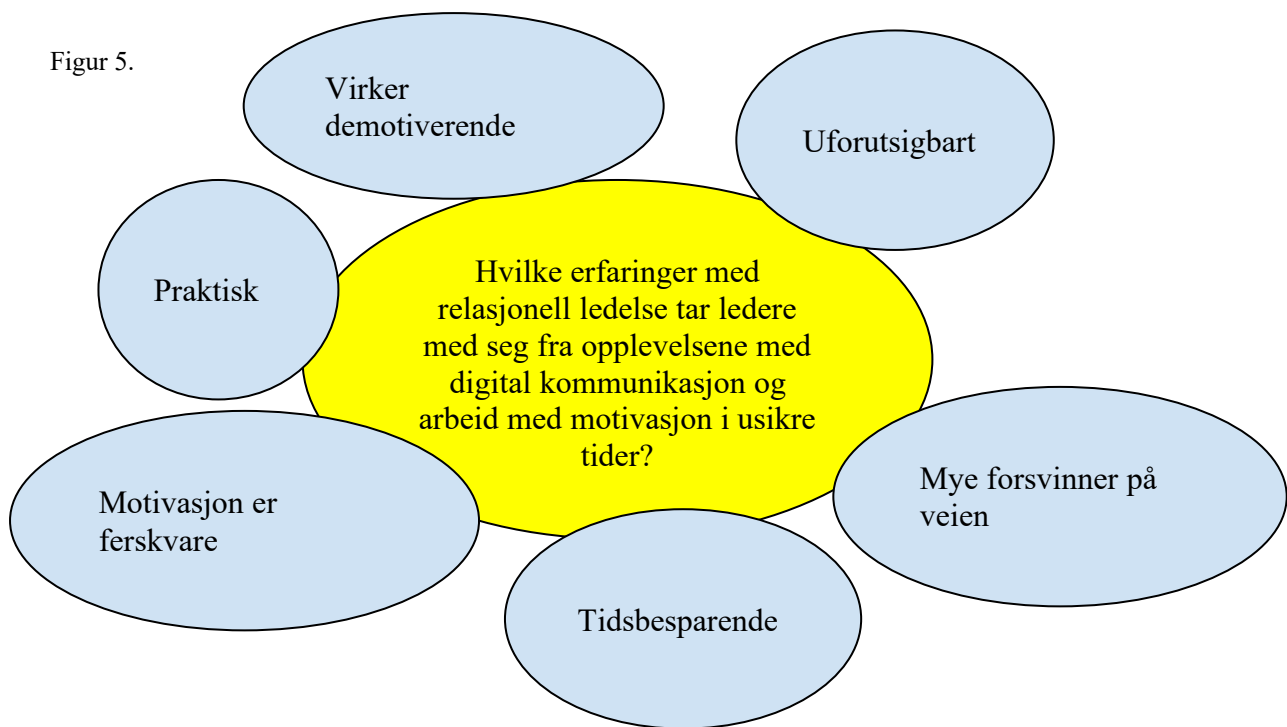 Figur 5.
Virker
demotiverende
Uforutsigbart
Praktisk
Hvilke erfaringer med
relasjonell ledelse tar ledere
med seg fra opplevelsene med
digital kommunikasjon og
arbeid med motivasjon i usikre
tider?
Motivasjon er
ferskvare
Mye forsvinner på
veien
Tidsbesparende